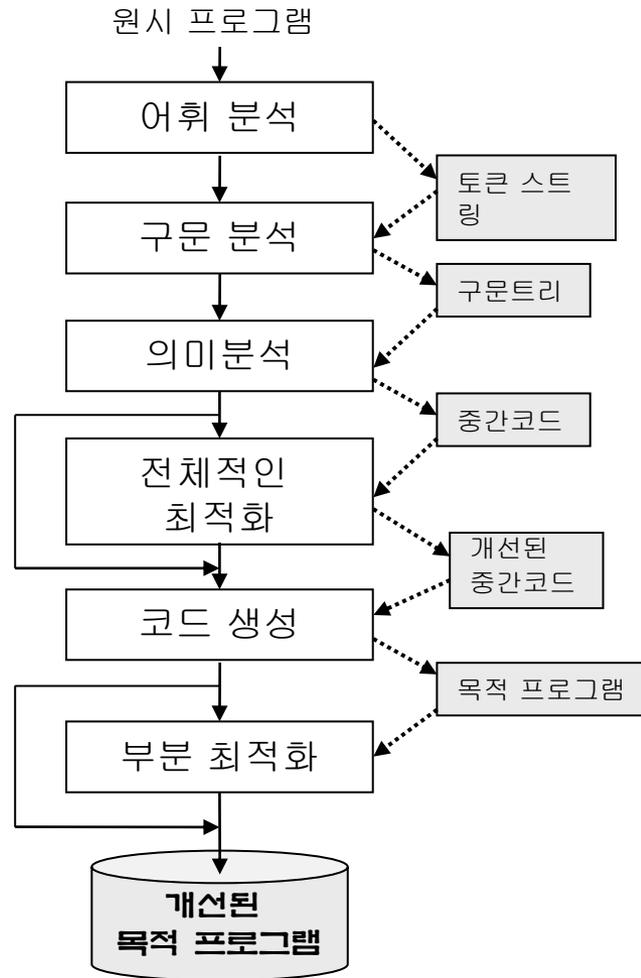 원시 프로그램
어휘 분석
토큰 스트
링
구문 분석
구문트리
의미분석
중간코드
전체적인
최적화
개선된
중간코드
코드 생성
목적 프로그램
부분 최적화
개선된
목적 프로그램